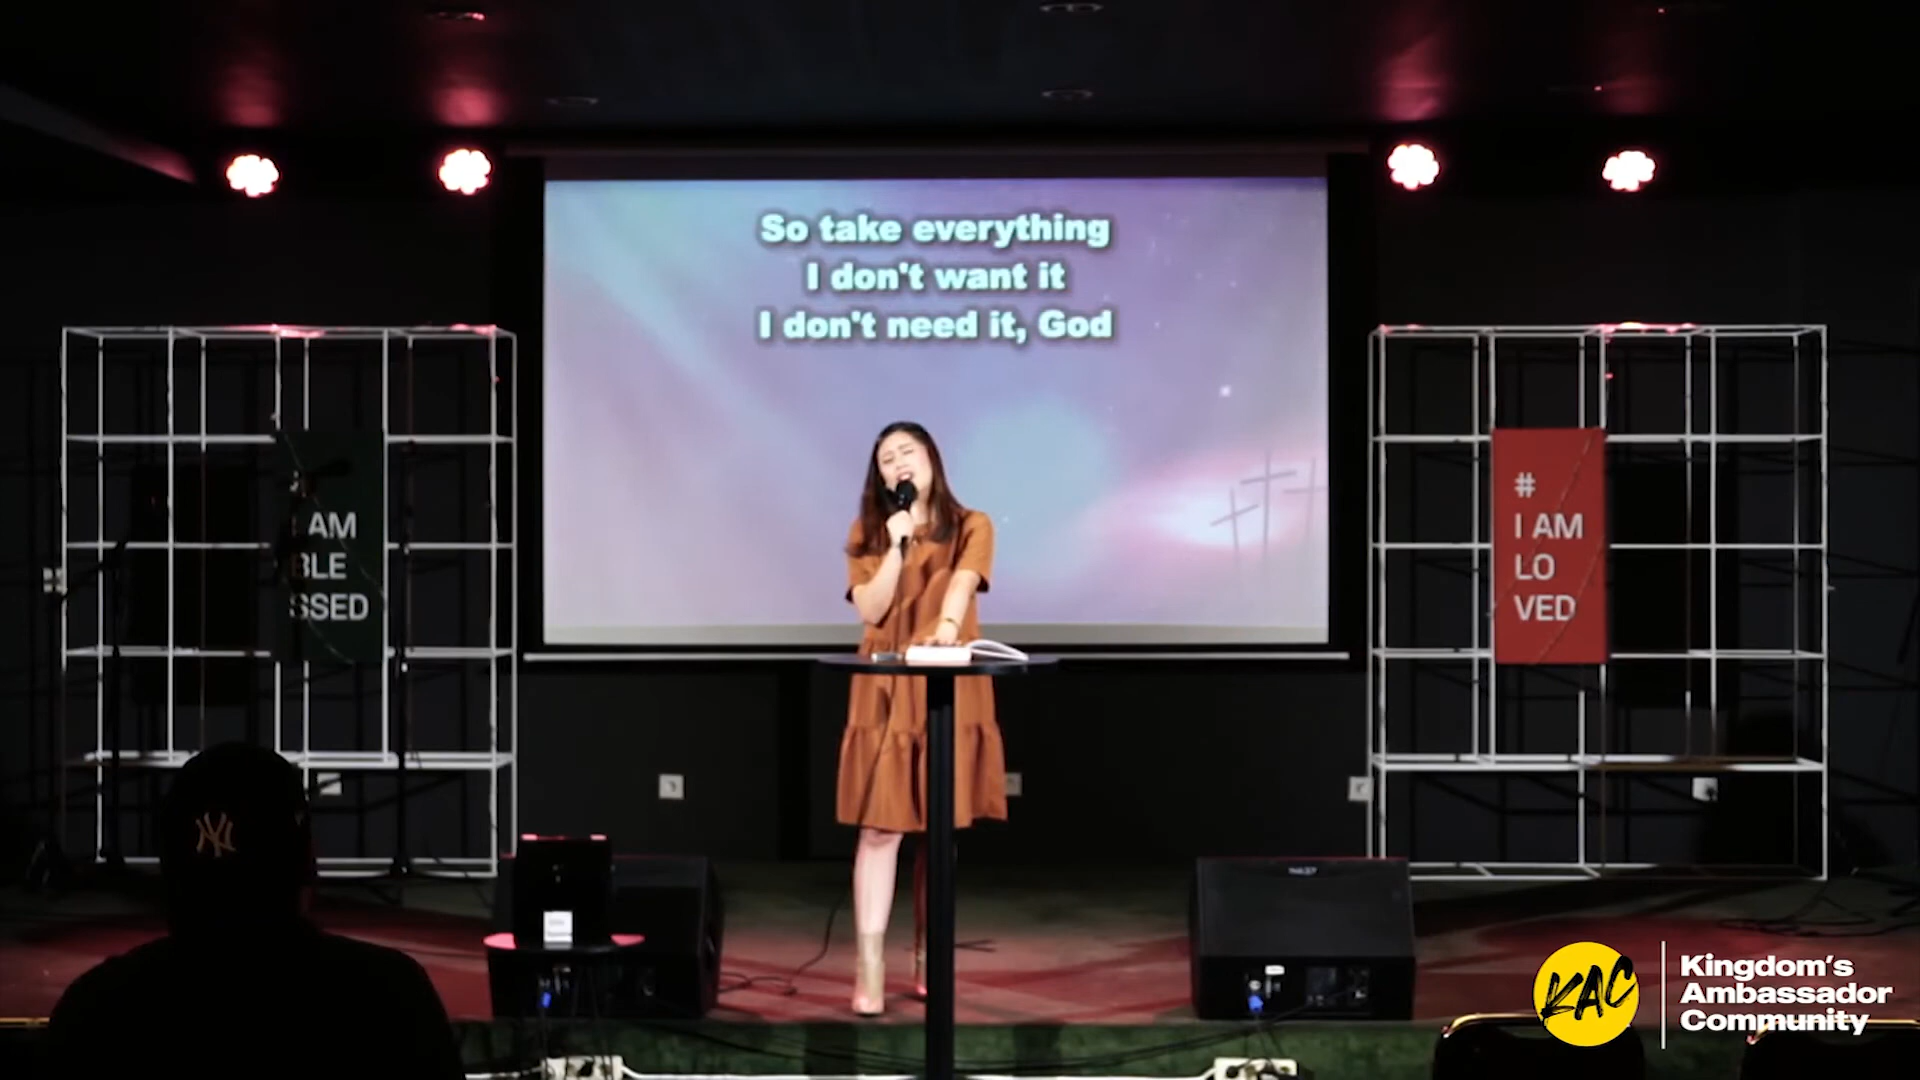 So take everything
I don't want it
I don't need it, God
AM
BLE
SSED
#
I AM
LO
VED
NY
KAC
Kingdom's
Ambassador
Community